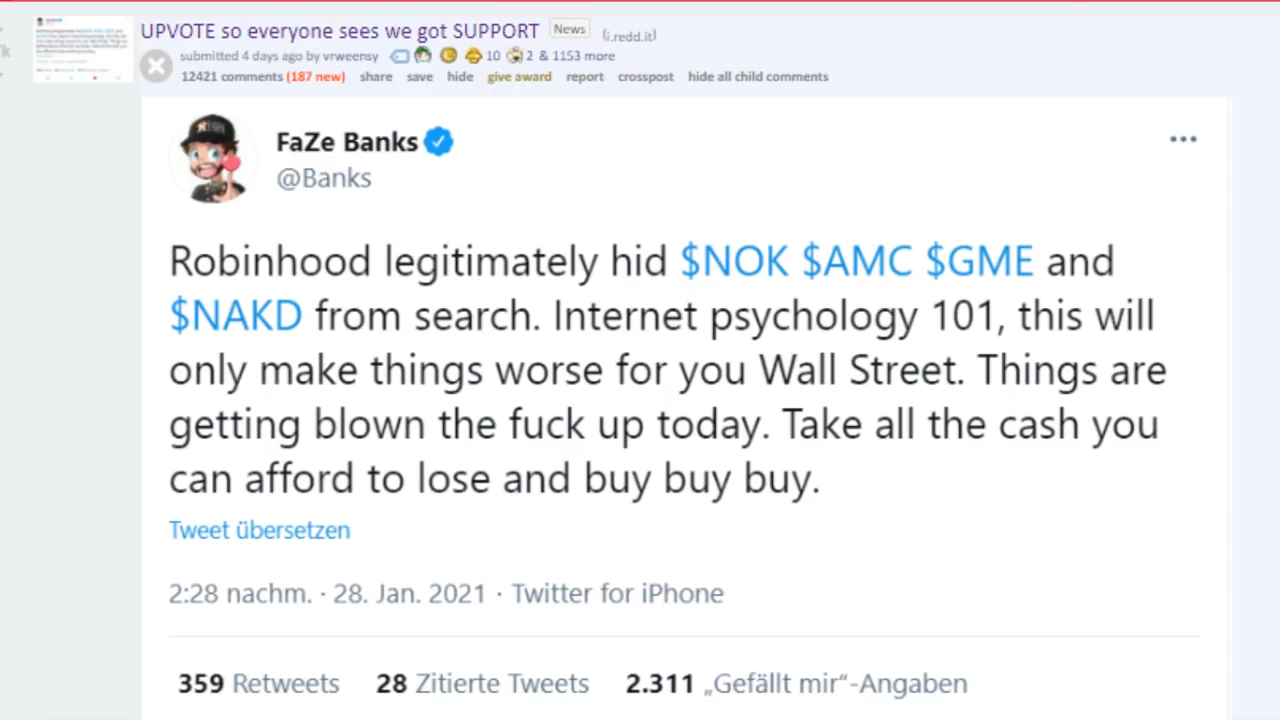 UPVOTE so everyone sees we got SUPPORT News (i.redd.it)
submitted 4 days ago by vrweensy 10 2 & 1153 more
12421 comments (187 new) share save hide give award report crosspost hide all child comments
FaZe Banks
@Banks
Robinhood legitimately hid $NOK $AMC $GME and
$NAKD from search. Internet psychology 101, this will
only make things worse for you Wall Street. Things are
getting blown the fuck up today. Take all the cash you
can afford to lose and buy buy buy.
Tweet übersetzen
2:28 nachm. · 28. Jan. 2021 · Twitter for iPhone
359 Retweets 28 Zitierte Tweets 2.311 „Gefällt mir“-Angaben